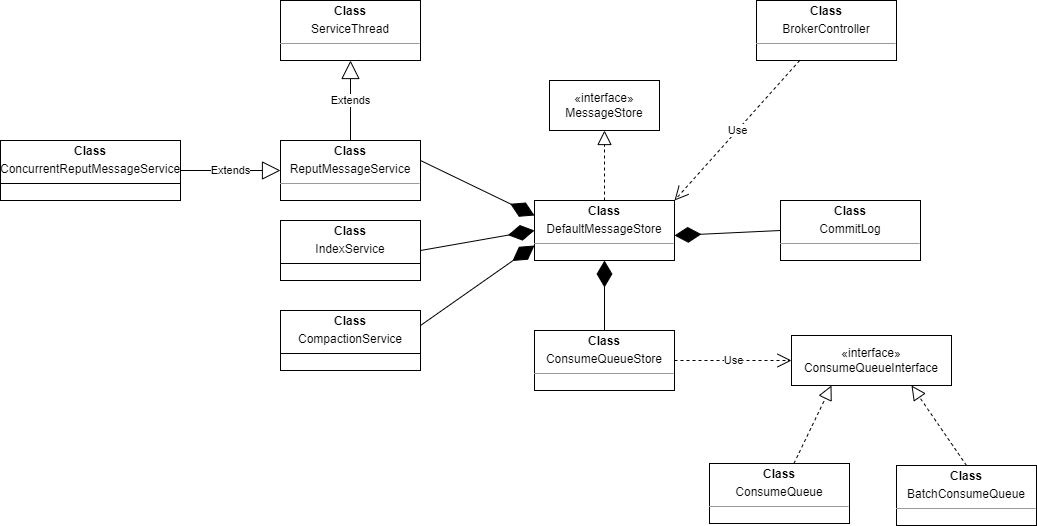 Class
ServiceThread
Class
BrokerController
Extends
«interface»
MessageStore
Use
Class
ConcurrentReputMessageService
Extends
Class
ReputMessageService
Class
DefaultMessageStore
Class
CommitLog
Class
IndexService
Class
CompactionService
Class
ConsumeQueueStore
Use
«interface»
ConsumeQueueInterface
Class
ConsumeQueue
Class
BatchConsumeQueue